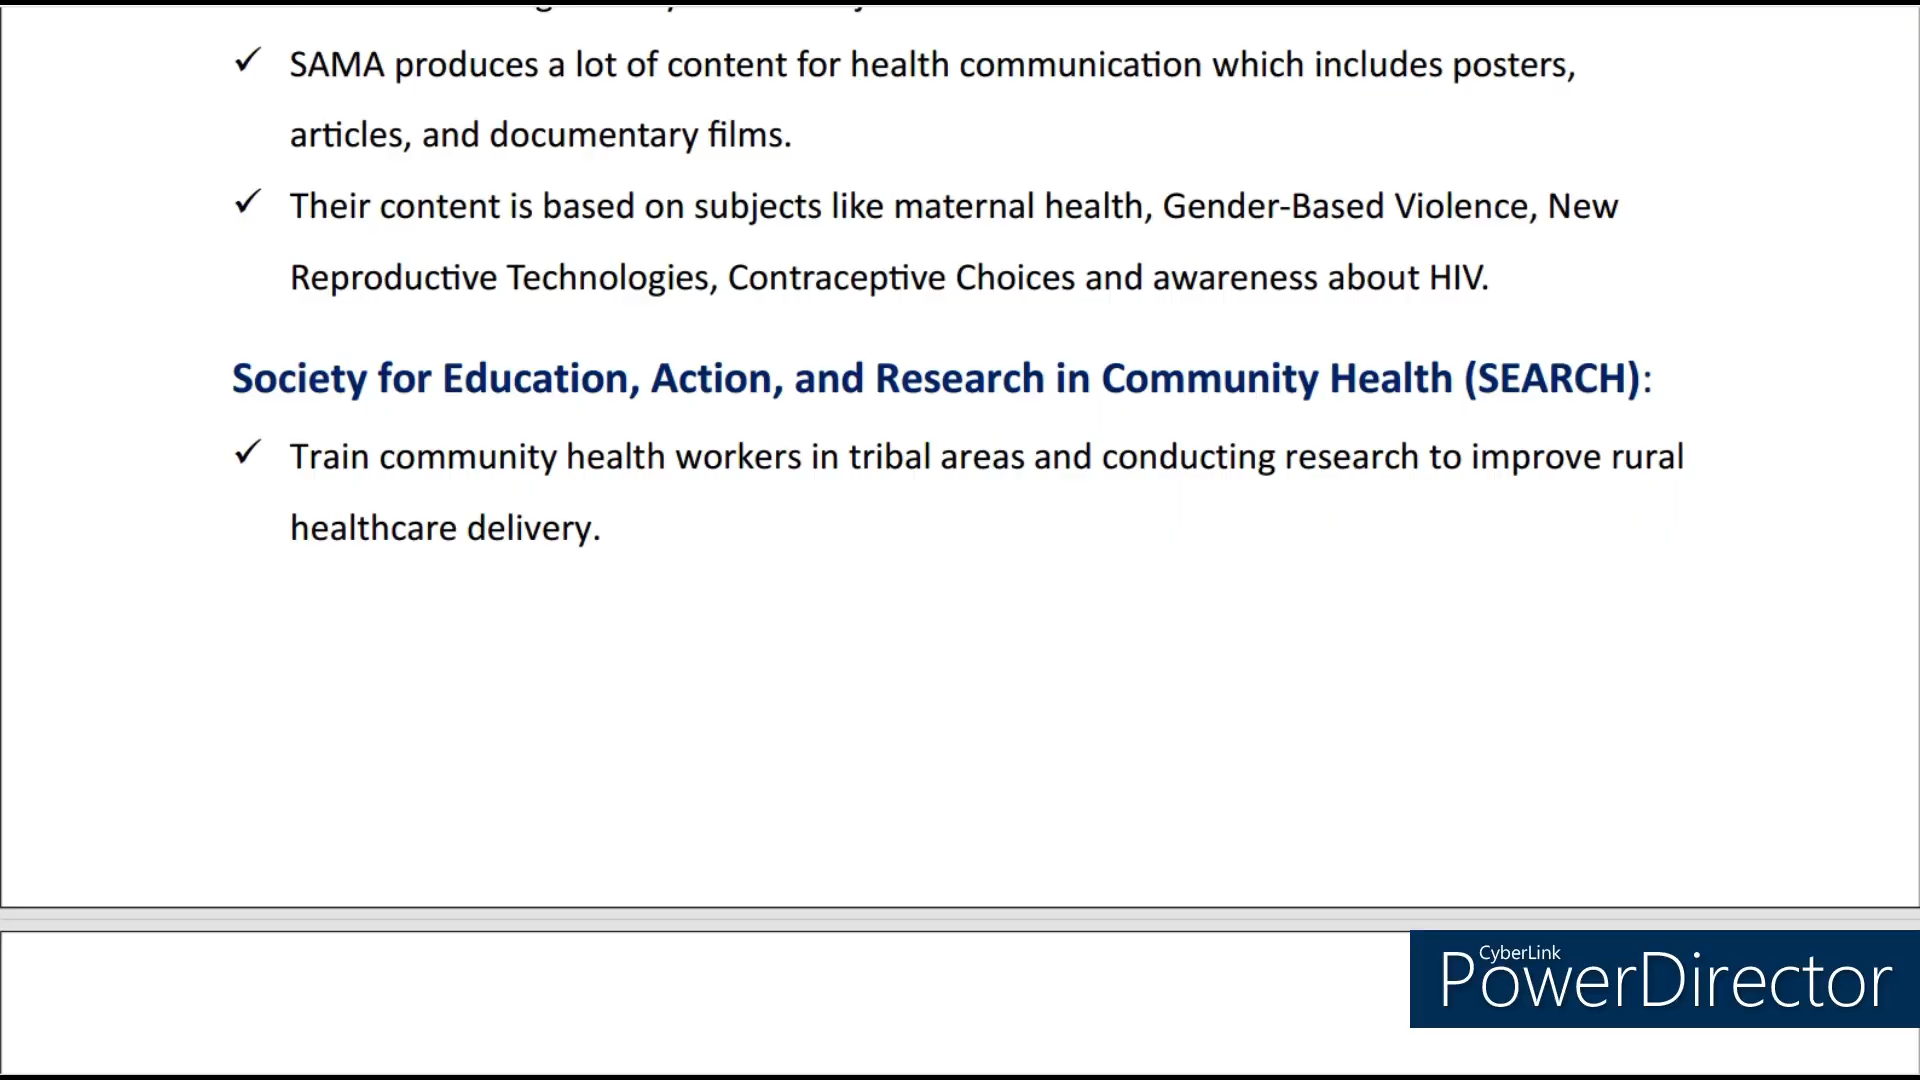 ✓ SAMA produces a lot of content for health communication which includes posters,
articles, and documentary films.
✓ Their content is based on subjects like maternal health, Gender-Based Violence, New
Reproductive Technologies, Contraceptive Choices and awareness about HIV.
Society for Education, Action, and Research in Community Health (SEARCH):
✓ Train community health workers in tribal areas and conducting research to improve rural
healthcare delivery.
CyberLink
PowerDirector